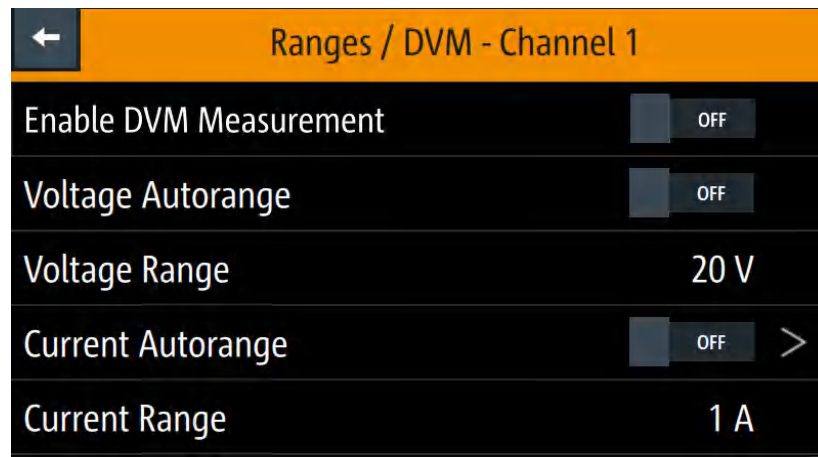 Ranges / DVM - Channel 1
Enable DVM Measurement OFF
Voltage Autorange OFF
Voltage Range 20 V
Current Autorange OFF >
Current Range 1 A